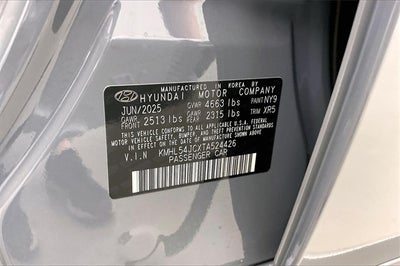 MANUFACTURED IN KOREA BY
HYUNDAI MOTOR COMPANY
JUN/2025 GVWR 4663 lbs PAINT NY9
GAWR FRONT 2513 lbs GAWR REAR 2315 lbs TRIM XR5
THIS VEHICLE CONFORMS TO ALL APPLICABLE U.S. FEDERAL
MOTOR VEHICLE SAFETY, BUMPER, AND THEFT PREVENTION
STANDARDS IN EFFECT ON THE DATE OF MANUFACTURE SHOWN ABOVE.
V.I.N KMHL54JCXTA524426
PASSENGER CAR